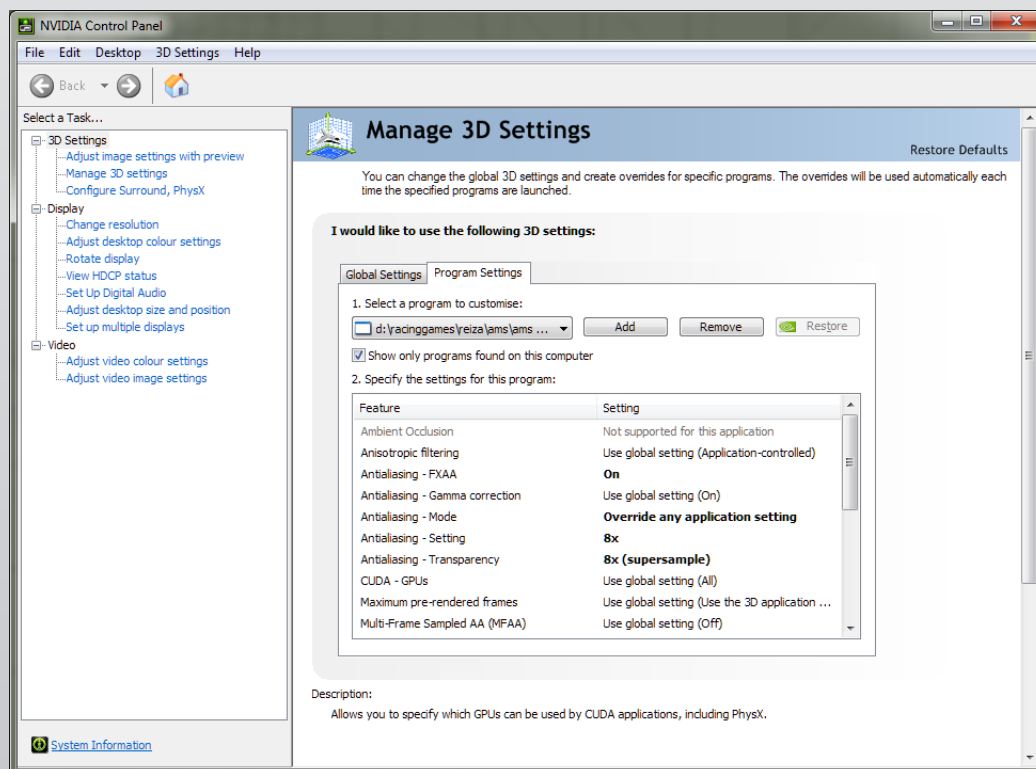 NVIDIA Control Panel
File Edit Desktop 3D Settings Help
Back
Select a Task...
3D Settings
Adjust image settings with preview
Manage 3D settings
Configure Surround, PhysX
Display
Change resolution
Adjust desktop colour settings
Rotate display
View HDCP status
Set Up Digital Audio
Adjust desktop size and position
Set up multiple displays
Video
Adjust video colour settings
Adjust video image settings
System Information
Manage 3D Settings
Restore Defaults
You can change the global 3D settings and create overrides for specific programs. The overrides will be used automatically each
time the specified programs are launched.
I would like to use the following 3D settings:
Global Settings Program Settings
1. Select a program to customise:
d:\racinggames\reiza\ams\ams ... Add Remove Restore
Show only programs found on this computer
2. Specify the settings for this program:
Feature Setting
Ambient Occlusion Not supported for this application
Anisotropic filtering Use global setting (Application-controlled)
Antialiasing - FXAA On
Antialiasing - Gamma correction Use global setting (On)
Antialiasing - Mode Override any application setting
Antialiasing - Setting 8x
Antialiasing - Transparency 8x (supersample)
CUDA - GPUs Use global setting (All)
Maximum pre-rendered frames Use global setting (Use the 3D application ...
Multi-Frame Sampled AA (MFAA) Use global setting (Off)
Description:
Allows you to specify which GPUs can be used by CUDA applications, including PhysX.